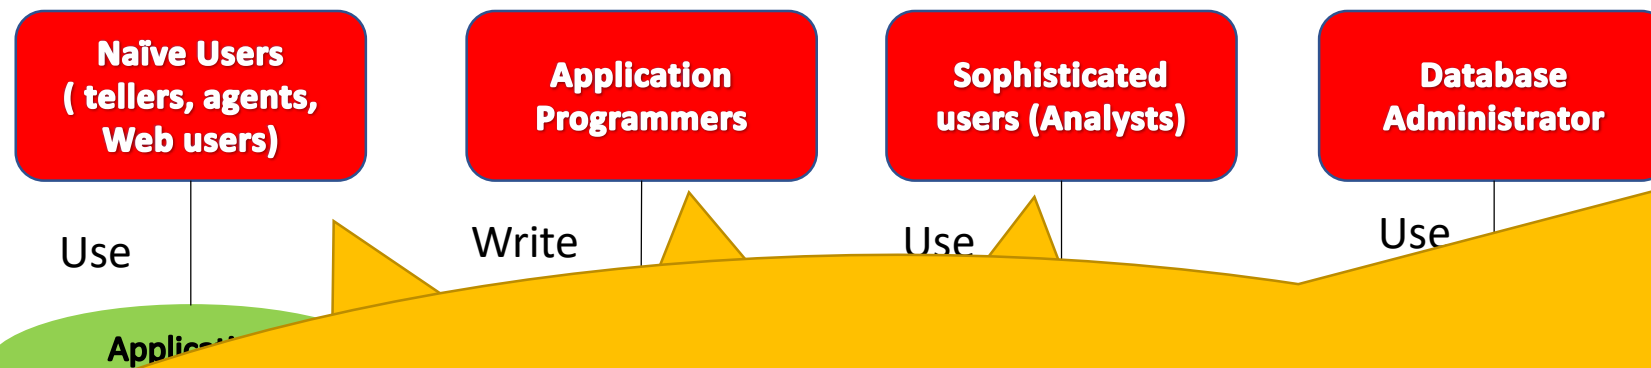 Naïve Users
( tellers, agents,
Web users)
Application
Programmers
Sophisticated
users (Analysts)
Database
Administrator
Use
Write
Use
Use